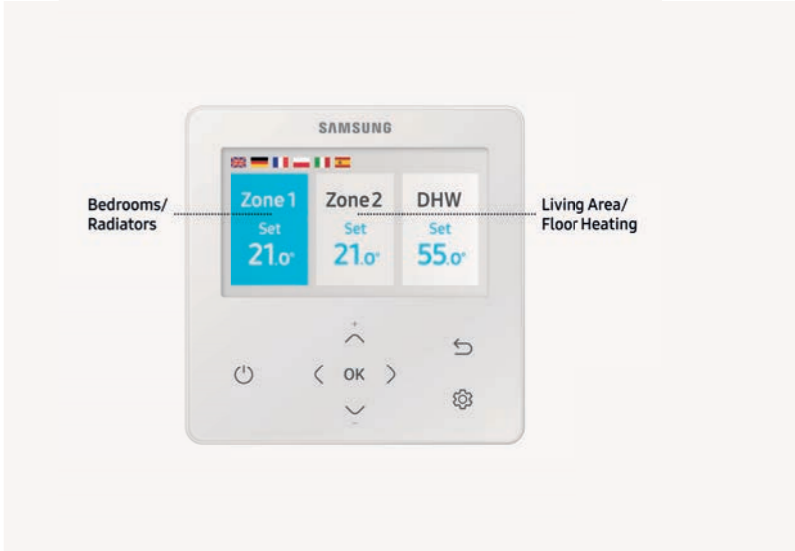 SAMSUNG
Bedrooms/
Radiators
Zone 1
Set
21.0°
Zone 2
Set
21.0°
DHW
Set
55.0°
Living Area/
Floor Heating
+
OK
-